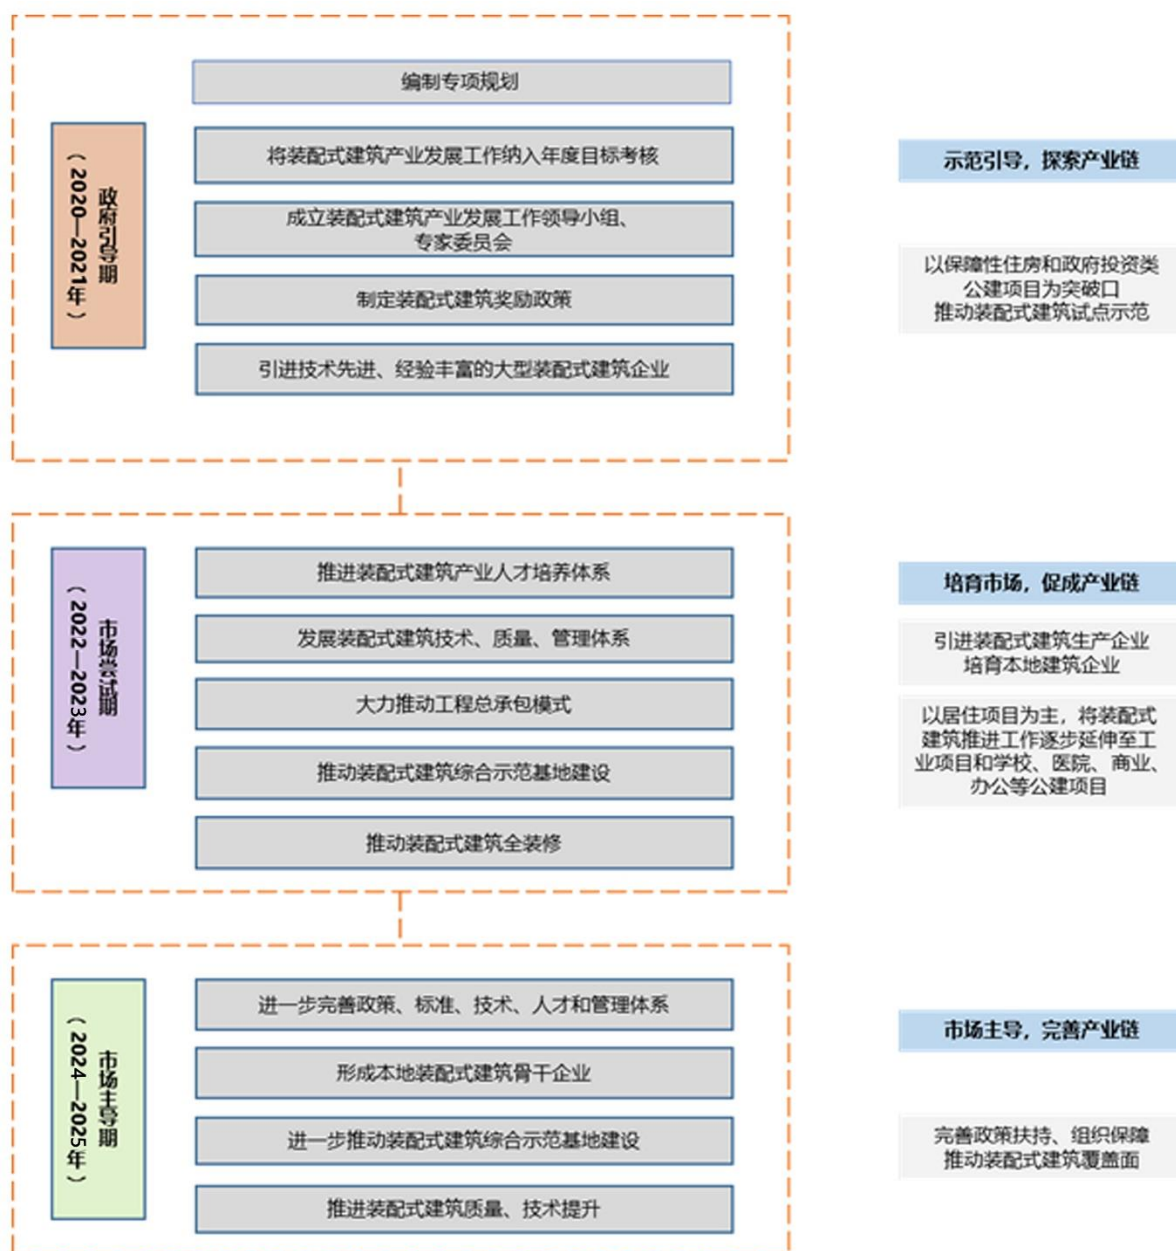 政府引导期
（2020—2021年）
编制专项规划
将装配式建筑产业发展工作纳入年度目标考核
成立装配式建筑产业发展工作领导小组、
专家委员会
制定装配式建筑奖励政策
引进技术先进、经验丰富的大型装配式建筑企业
示范引导，探索产业链
以保障性住房和政府投资类
公建项目为突破口
推动装配式建筑试点示范
市场尝试期
（2022—2023年）
推进装配式建筑产业人才培养体系
发展装配式建筑技术、质量、管理体系
大力推动工程总承包模式
推动装配式建筑综合示范基地建设
推动装配式建筑全装修
培育市场，促成产业链
引进装配式建筑生产企业
培育本地建筑企业
以居住项目为主，将装配式
建筑推进工作逐步延伸至工
业项目和学校、医院、商业、
办公等公建项目
市场主导期
（2024—2025年）
进一步完善政策、标准、技术、人才和管理体系
形成本地装配式建筑骨干企业
进一步推动装配式建筑综合示范基地建设
推进装配式建筑质量、技术提升
市场主导，完善产业链
完善政策扶持、组织保障
推动装配式建筑覆盖面